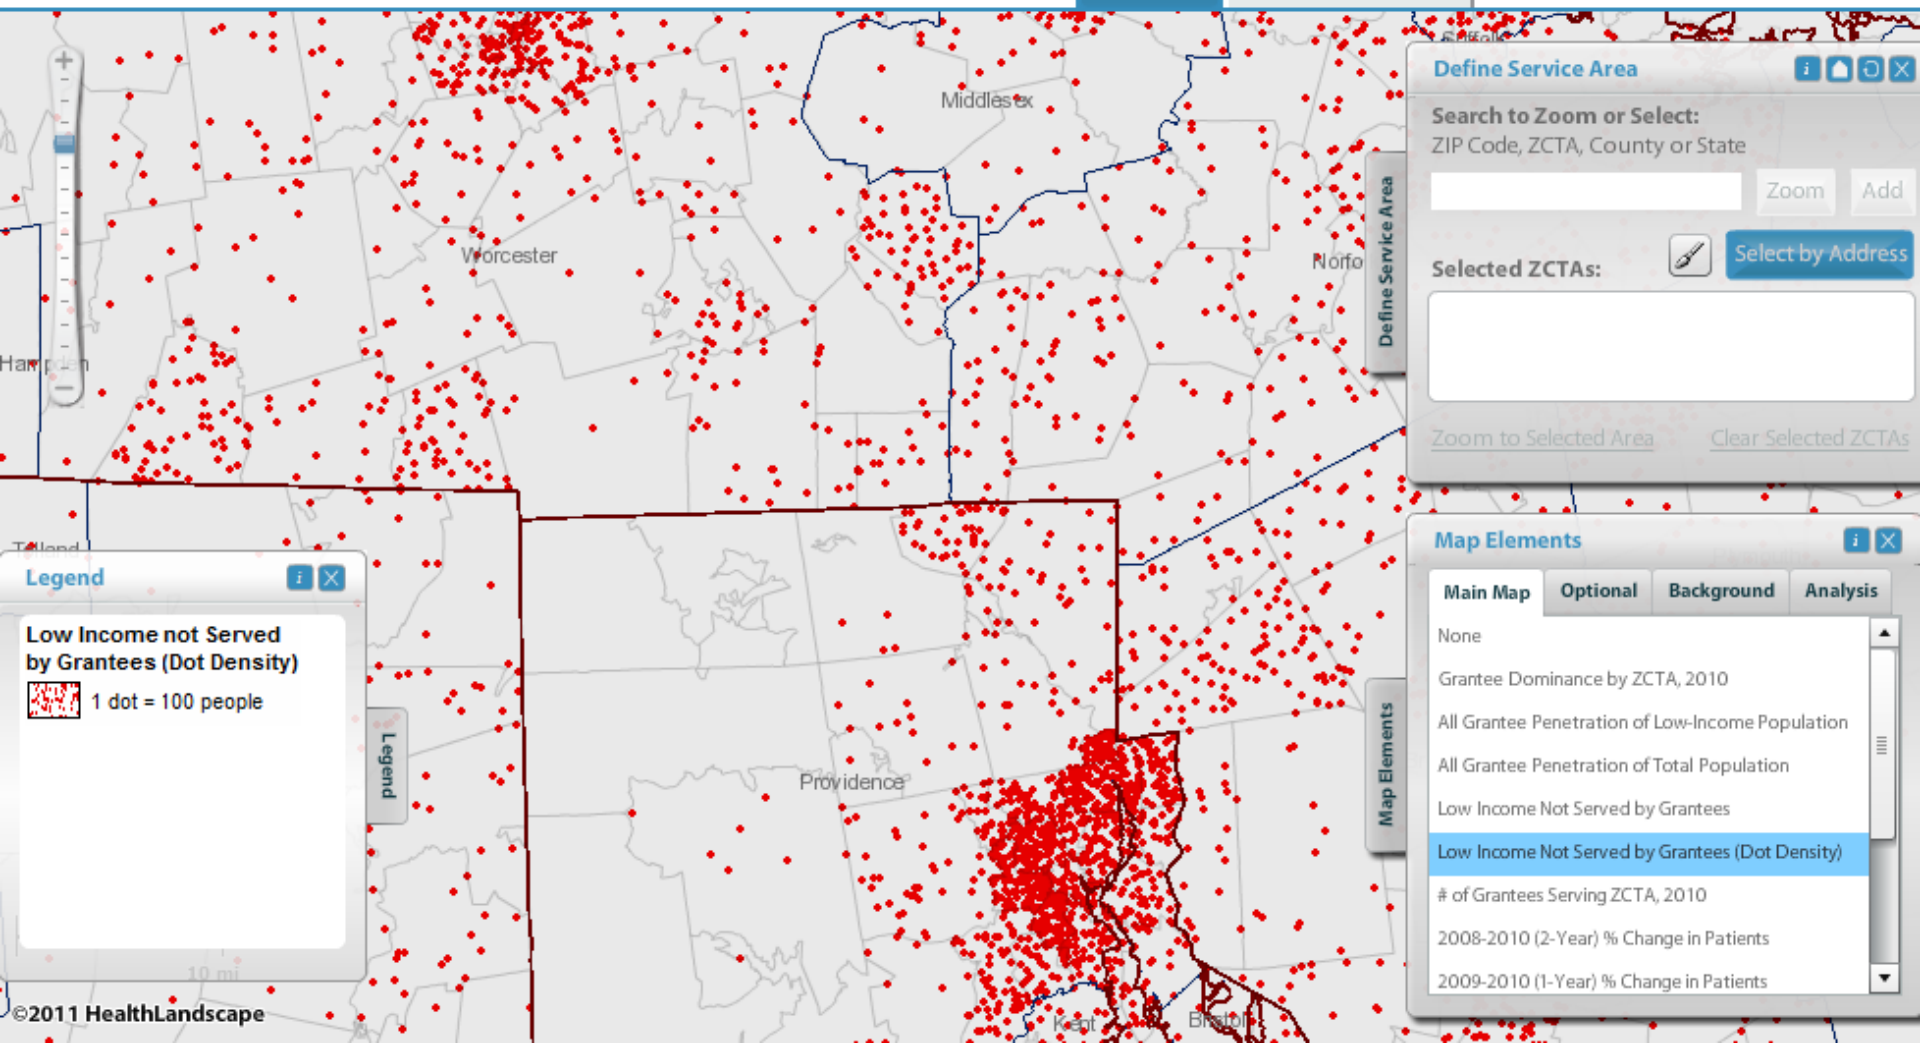 Suffolk
Middlesex
Worcester
Norfo
Hampden
Tolland
Providence
Kent
Bristol
Define Service Area
Define Service Area
Search to Zoom or Select:
ZIP Code, ZCTA, County or State
Zoom
Add
Selected ZCTAs:
Select by Address
Zoom to Selected Area
Clear Selected ZCTAs
Map Elements
Map Elements
Main Map
Optional
Background
Analysis
None
Grantee Dominance by ZCTA, 2010
All Grantee Penetration of Low-Income Population
All Grantee Penetration of Total Population
Low Income Not Served by Grantees
Low Income Not Served by Grantees (Dot Density)
# of Grantees Serving ZCTA, 2010
2008-2010 (2-Year) % Change in Patients
2009-2010 (1-Year) % Change in Patients
Legend
Legend
Low Income not Served
by Grantees (Dot Density)
1 dot = 100 people
10 mi
©2011 HealthLandscape